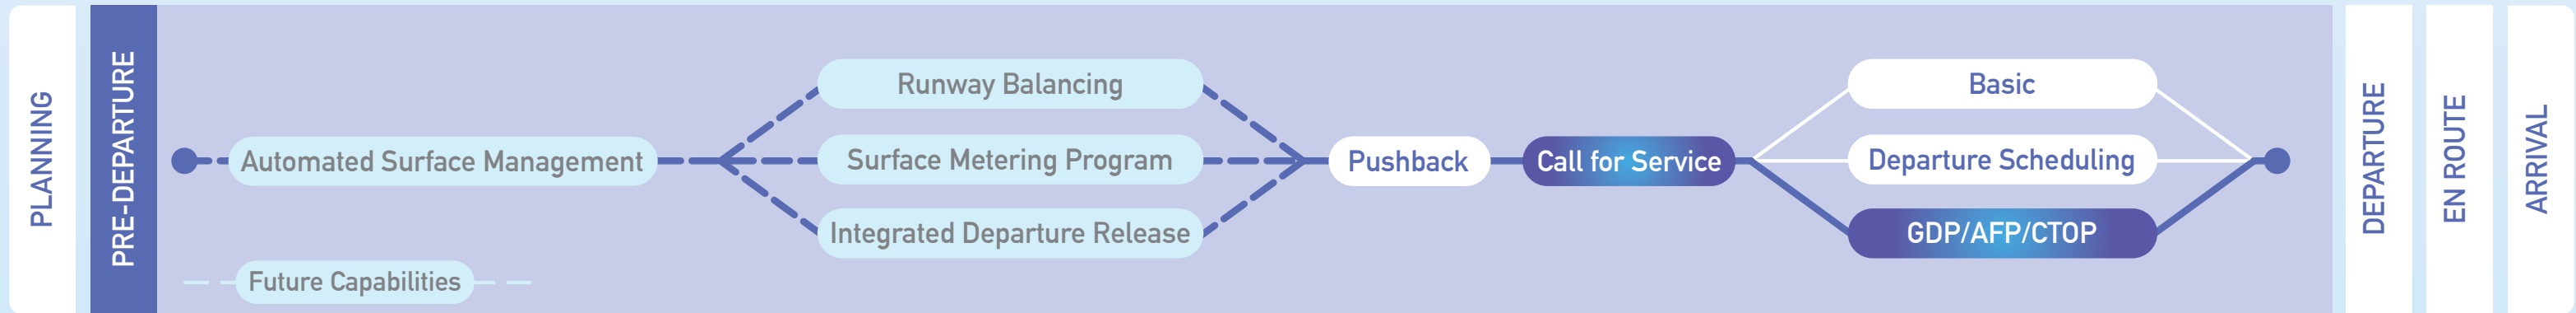 PLANNING
PRE-DEPARTURE
Automated Surface Management
Runway Balancing
Surface Metering Program
Integrated Departure Release
Pushback
Call for Service
Basic
Departure Scheduling
GDP/AFP/CTOP
Future Capabilities
DEPARTURE
EN ROUTE
ARRIVAL